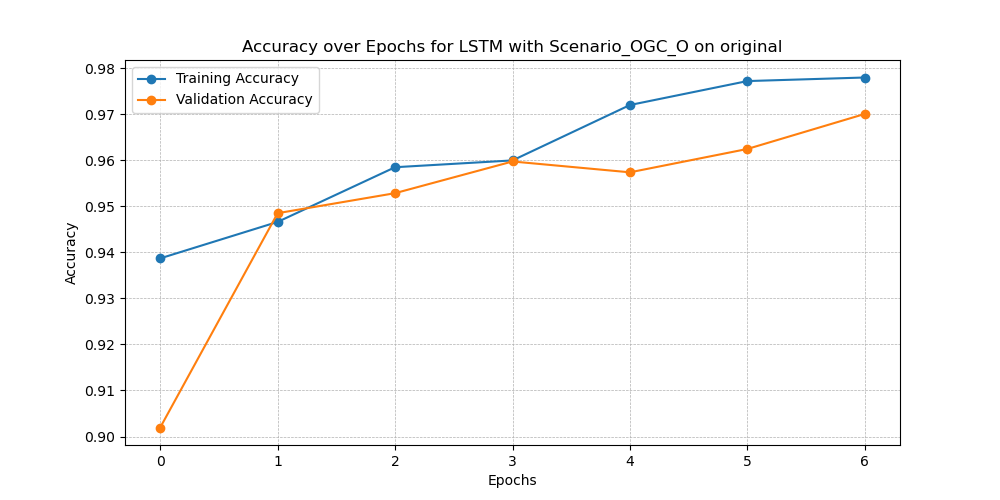 Accuracy over Epochs for LSTM with Scenario_OGC_O on original
Training Accuracy
Validation Accuracy
0.98
0.97
0.96
0.95
0.94
0.93
0.92
0.91
0.90
Accuracy
0 1 2 3 4 5 6
Epochs